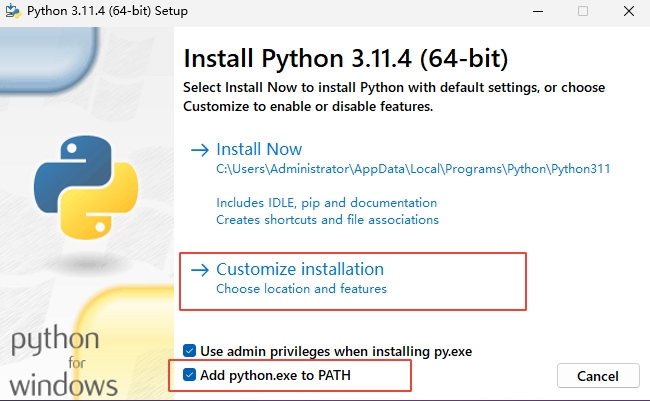 Python 3.11.4 (64-bit) Setup
Install Python 3.11.4 (64-bit)
Select Install Now to install Python with default settings, or choose
Customize to enable or disable features.
Install Now
C:\Users\Administrator\AppData\Local\Programs\Python\Python311
Includes IDLE, pip and documentation
Creates shortcuts and file associations
Customize installation
Choose location and features
Use admin privileges when installing py.exe
Add python.exe to PATH
python
for
windows
Cancel